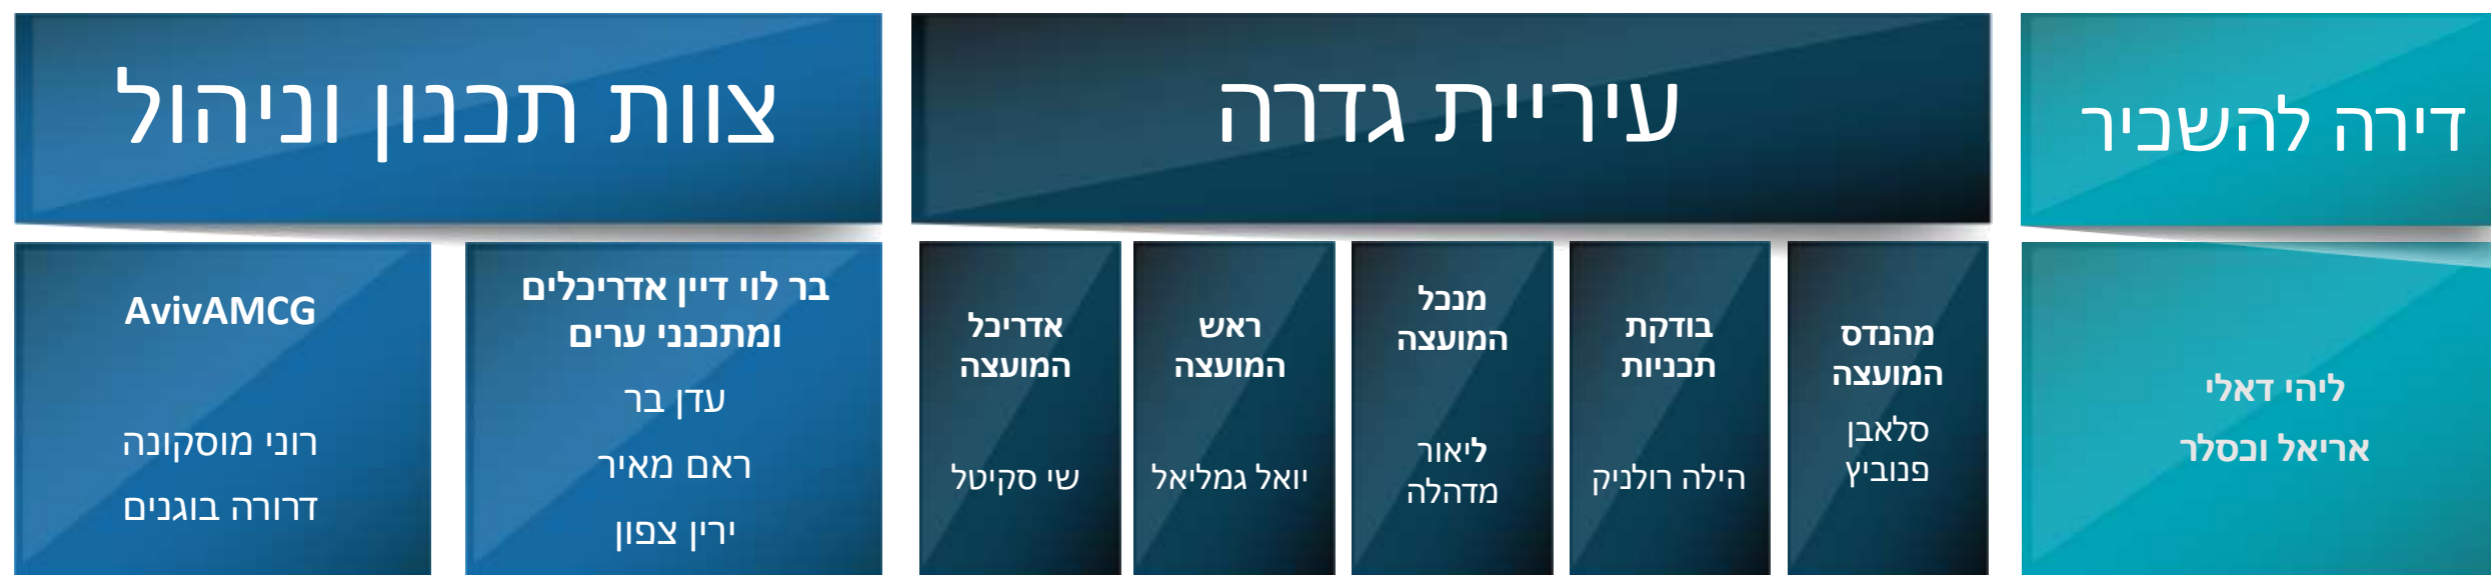 דירה להשכיר
ליהי דאלי
אריאל וכסלר
עיריית גדרה
מהנדס
המועצה
סלאבן
פנוביץ
בודקת
תכניות
הילה רולניק
מנכל
המועצה
ליאור
מדהלה
ראש
המועצה
יואל גמליאל
אדריכל
המועצה
שי סקיטל
צוות תכנון וניהול
בר לוי דיין אדריכלים
ומתכנני ערים
עדן בר
ראם מאיר
ירין צפון
AvivAMCG
רוני מוסקונה
דרורה בוגנים